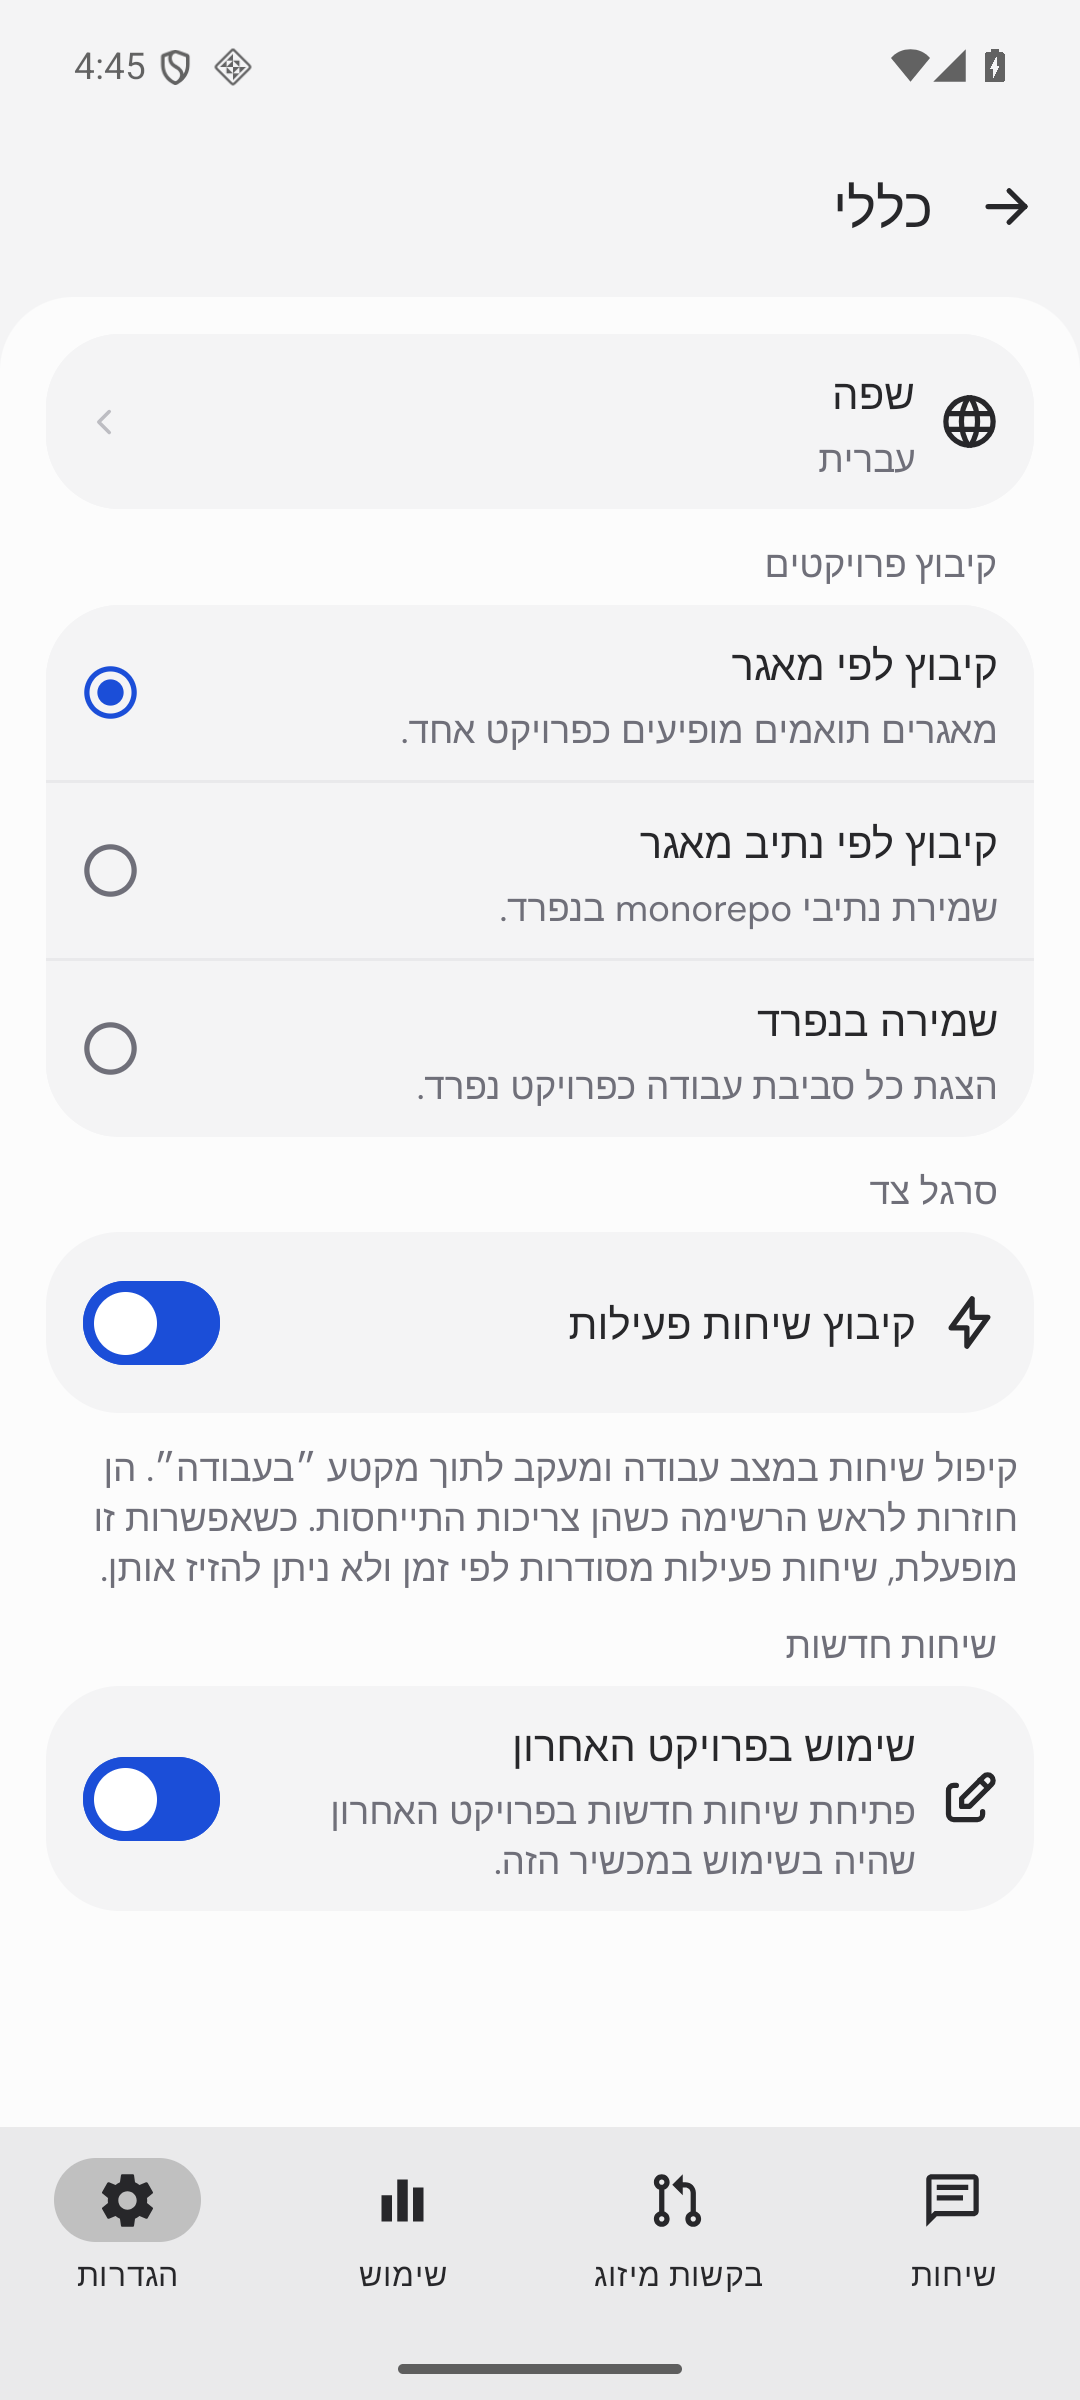 4:45
כללי
שפה
עברית
קיבוץ פרויקטים
קיבוץ לפי מאגר
מאגרים תואמים מופיעים כפרויקט אחד.
קיבוץ לפי נתיב מאגר
שמירת נתיבי monorepo בנפרד.
שמירה בנפרד
הצגת כל סביבת עבודה כפרויקט נפרד.
סרגל צד
קיבוץ שיחות פעילות
קיפול שיחות במצב עבודה ומעקב לתוך מקטע ”בעבודה”. הן
חוזרות לראש הרשימה כשהן צריכות התייחסות. כשאפשרות זו
מופעלת, שיחות פעילות מסודרות לפי זמן ולא ניתן להזיז אותן.
שיחות חדשות
שימוש בפרויקט האחרון
פתיחת שיחות חדשות בפרויקט האחרון
שהיה בשימוש במכשיר הזה.
שיחות
בקשות מיזוג
שימוש
הגדרות